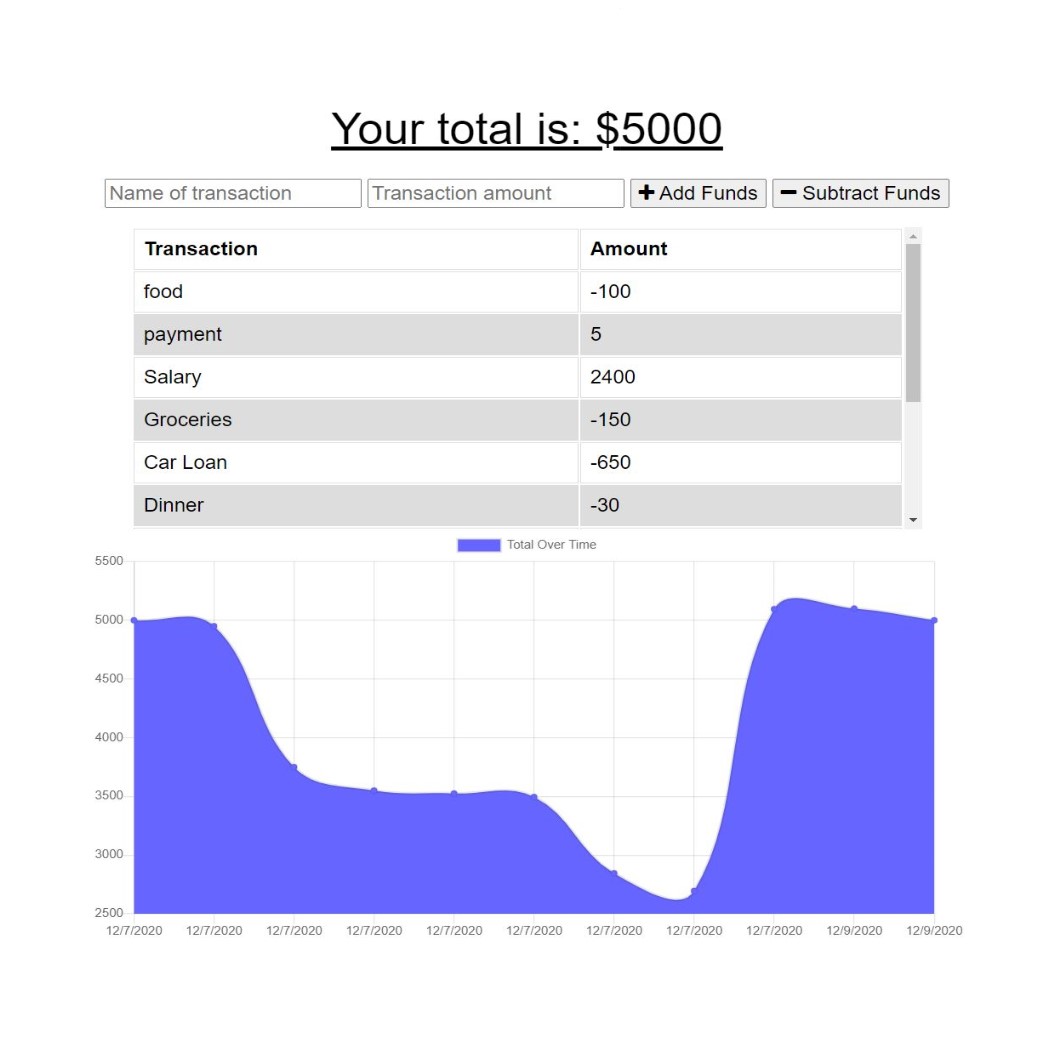 Your total is: $5000
Name of transaction Transaction amount + Add Funds − Subtract Funds
Transaction Amount
food -100
payment 5
Salary 2400
Groceries -150
Car Loan -650
Dinner -30
Total Over Time
5500
5000
4500
4000
3500
3000
2500
12/7/2020 12/7/2020 12/7/2020 12/7/2020 12/7/2020 12/7/2020 12/7/2020 12/7/2020 12/7/2020 12/9/2020 12/9/2020